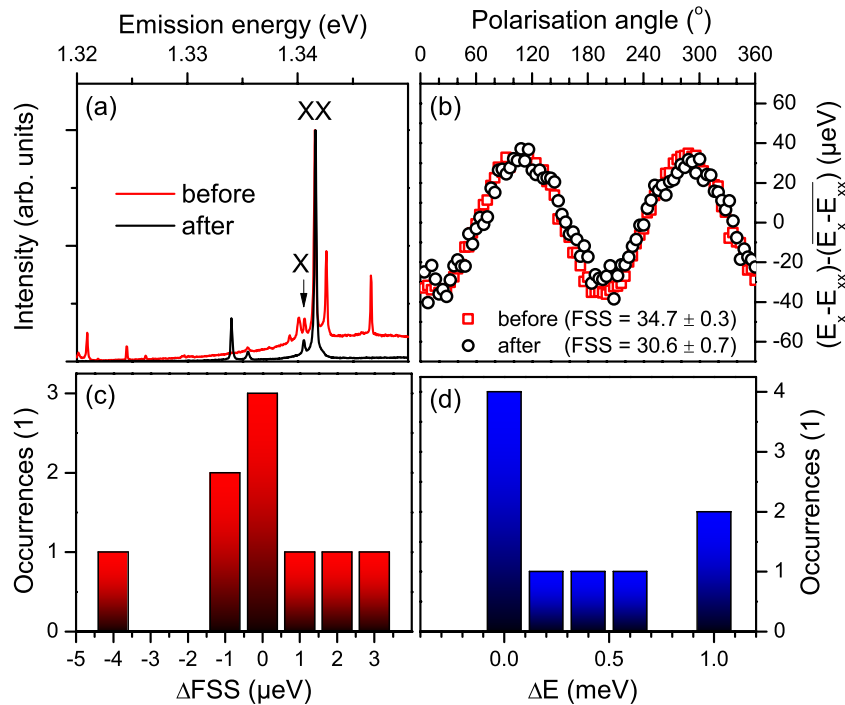 Emission energy (eV)
1.32 1.33 1.34
Polarisation angle (°)
0 60 120 180 240 300 360
(a)
XX
X
before
after
Intensity (arb. units)
(b)
60
40
20
0
-20
-40
-60
(Eₓ-Eₓₓ)-(Eₓ-Eₓₓ) (µeV)
before (FSS = 34.7 ± 0.3)
after (FSS = 30.6 ± 0.7)
(c)
3
2
1
0
Occurrences (1)
-5 -4 -3 -2 -1 0 1 2 3
ΔFSS (µeV)
(d)
4
3
2
1
0
Occurrences (1)
0.0 0.5 1.0
ΔE (meV)